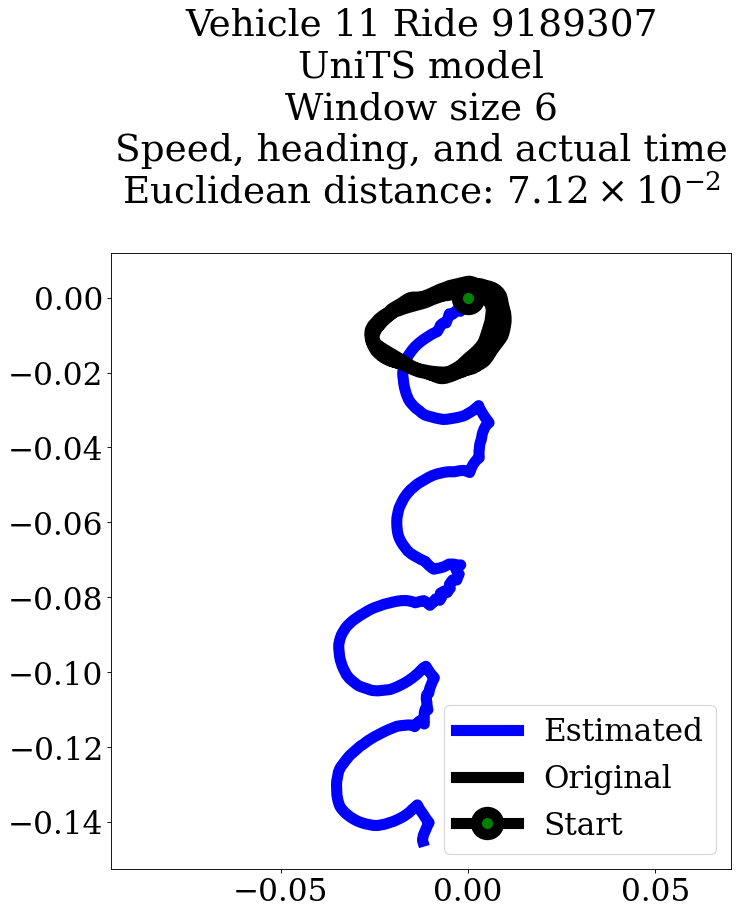 Vehicle 11 Ride 9189307
UniTS model
Window size 6
Speed, heading, and actual time
Euclidean distance: 7.12 × 10⁻²
0.00
−0.02
−0.04
−0.06
−0.08
−0.10
−0.12
−0.14
Estimated
Original
Start
−0.05 0.00 0.05